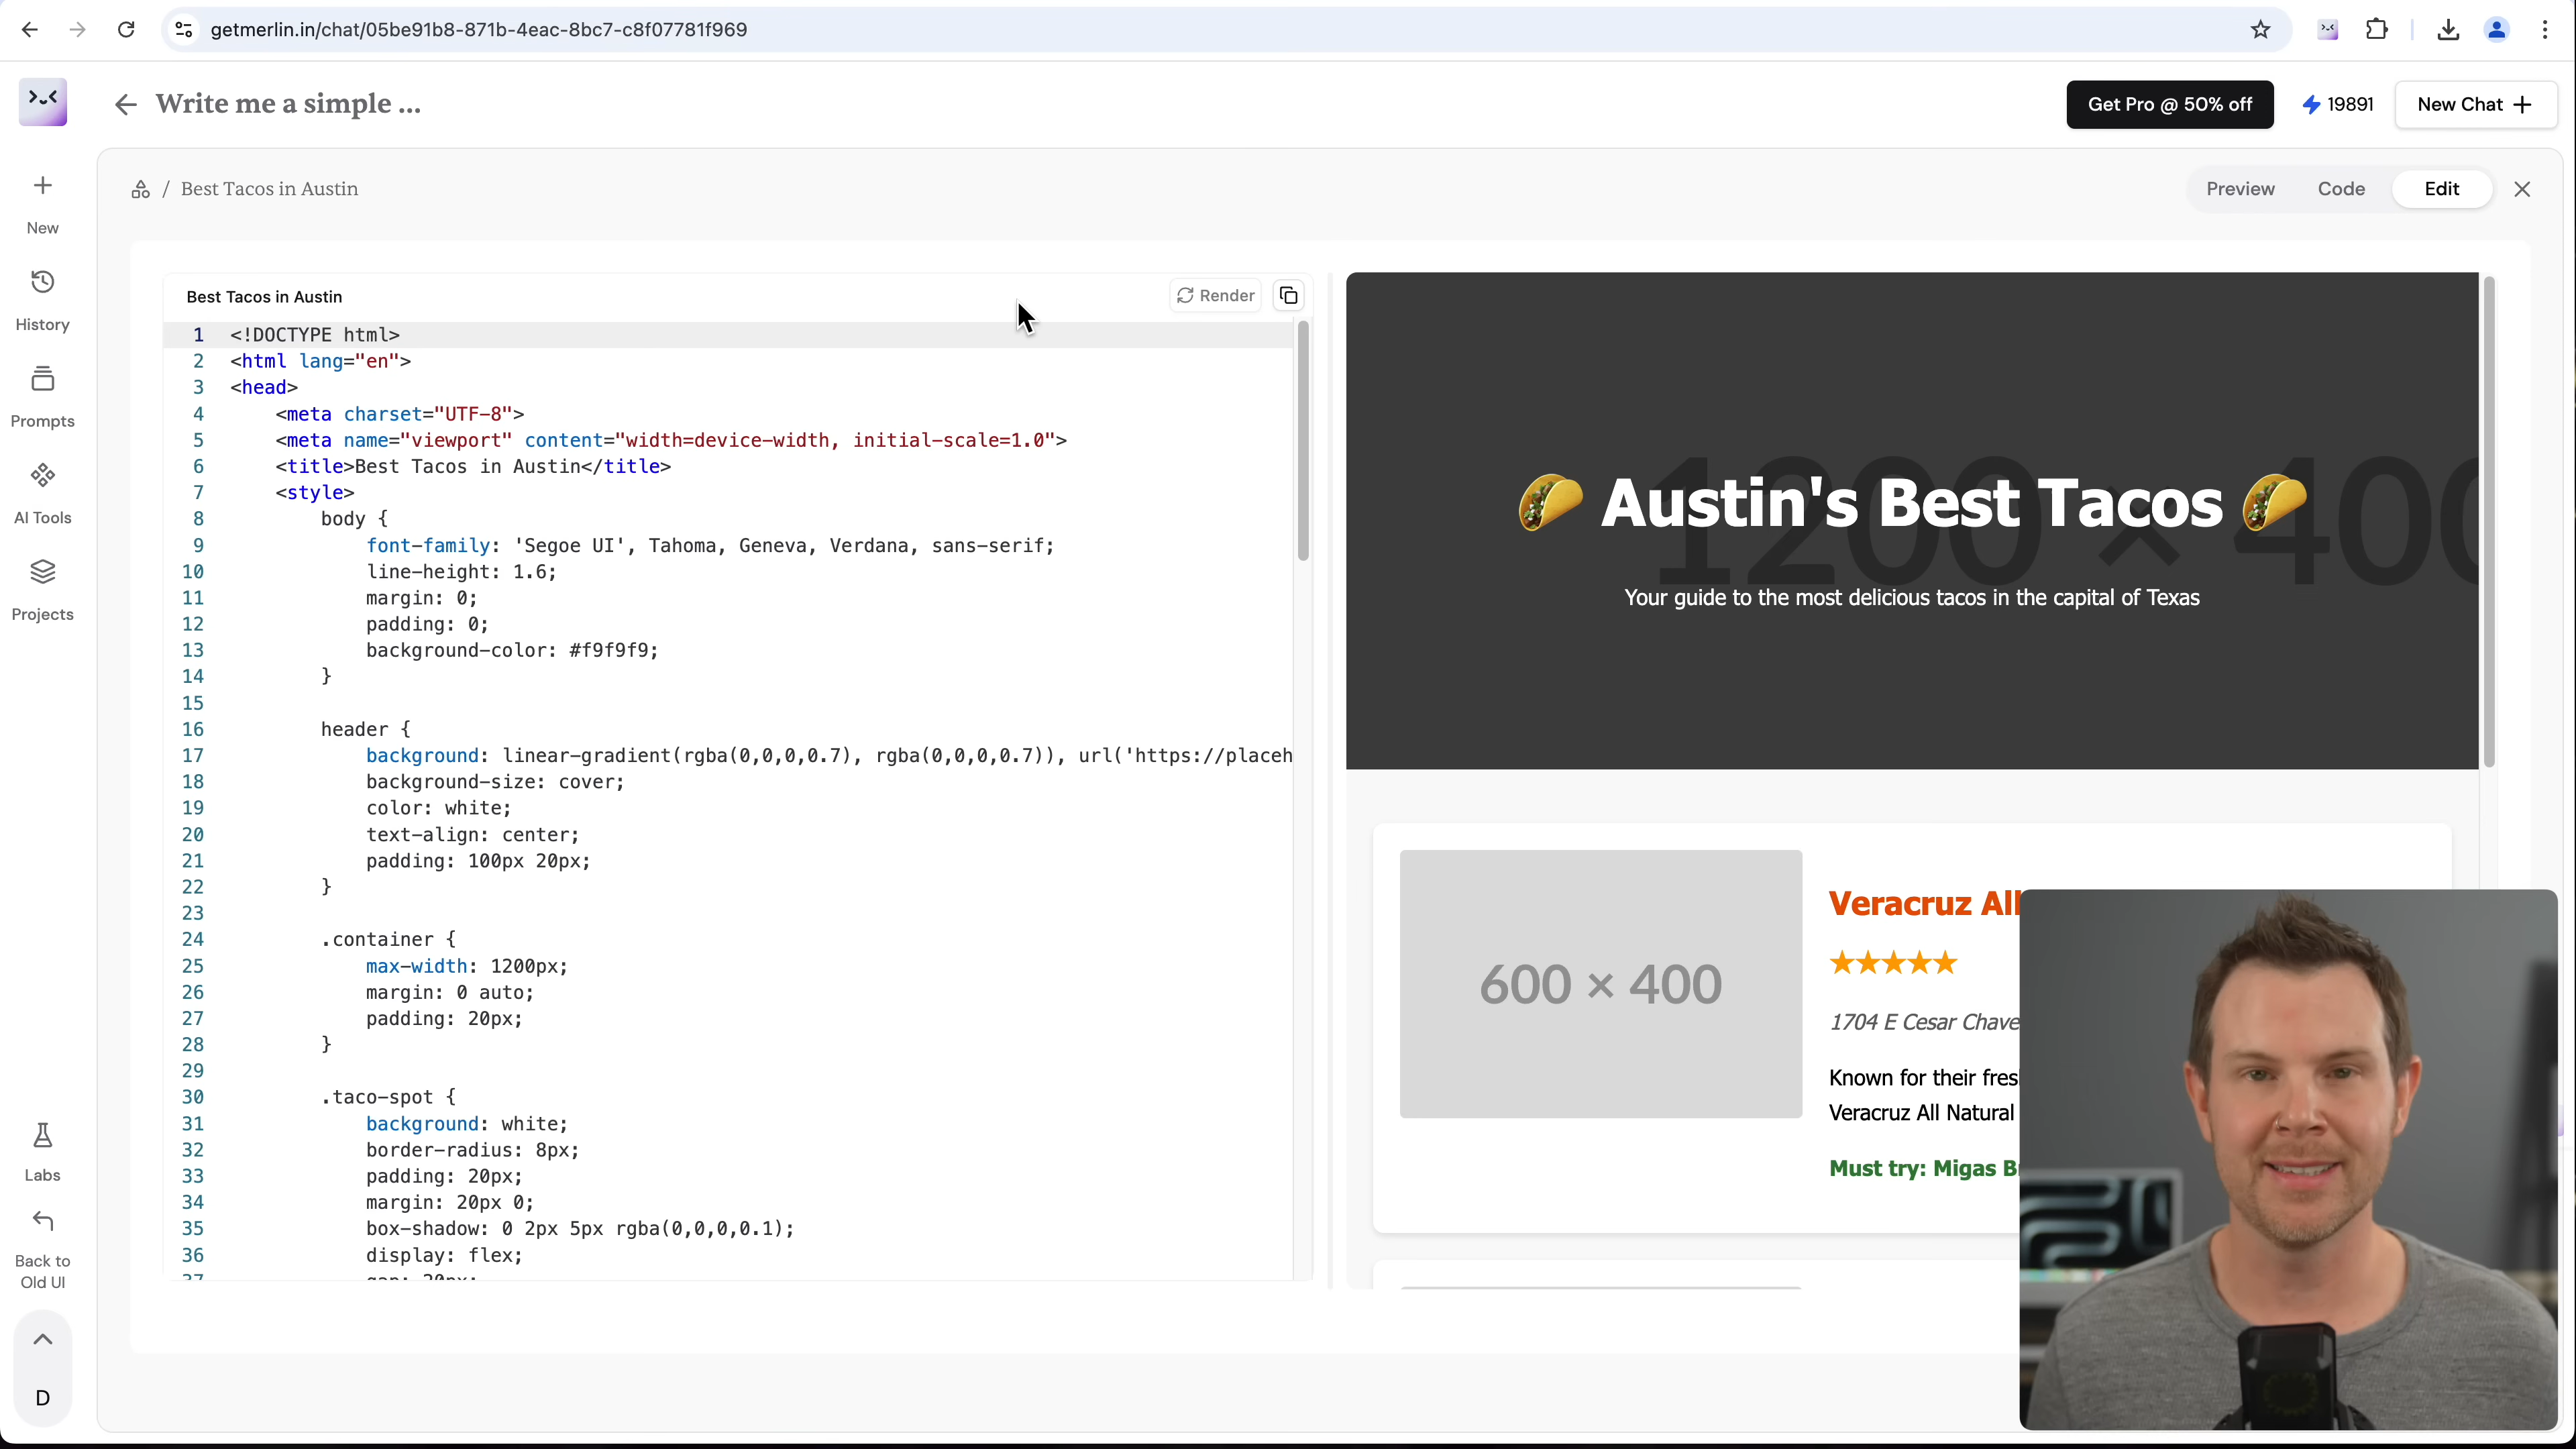 getmerlin.in/chat/05be91b8-871b-4eac-8bc7-c8f07781f969
Write me a simple ...
Get Pro @ 50% off
19891
New Chat
New
History
Prompts
AI Tools
Projects
Labs
Back to
Old UI
D
/ Best Tacos in Austin
Preview
Code
Edit
Best Tacos in Austin
Render
1 <!DOCTYPE html>
2 <html lang="en">
3 <head>
4 <meta charset="UTF-8">
5 <meta name="viewport" content="width=device-width, initial-scale=1.0">
6 <title>Best Tacos in Austin</title>
7 <style>
8 body {
9 font-family: 'Segoe UI', Tahoma, Geneva, Verdana, sans-serif;
10 line-height: 1.6;
11 margin: 0;
12 padding: 0;
13 background-color: #f9f9f9;
14 }
15
16 header {
17 background: linear-gradient(rgba(0,0,0,0.7), rgba(0,0,0,0.7)), url('https://placeh
18 background-size: cover;
19 color: white;
20 text-align: center;
21 padding: 100px 20px;
22 }
23
24 .container {
25 max-width: 1200px;
26 margin: 0 auto;
27 padding: 20px;
28 }
29
30 .taco-spot {
31 background: white;
32 border-radius: 8px;
33 padding: 20px;
34 margin: 20px 0;
35 box-shadow: 0 2px 5px rgba(0,0,0,0.1);
36 display: flex;
37 gap: 20px;
1200 × 400
🌮 Austin's Best Tacos 🌮
Your guide to the most delicious tacos in the capital of Texas
600 × 400
Veracruz All
★★★★★
1704 E Cesar Chave
Known for their fres
Veracruz All Natural
Must try: Migas B